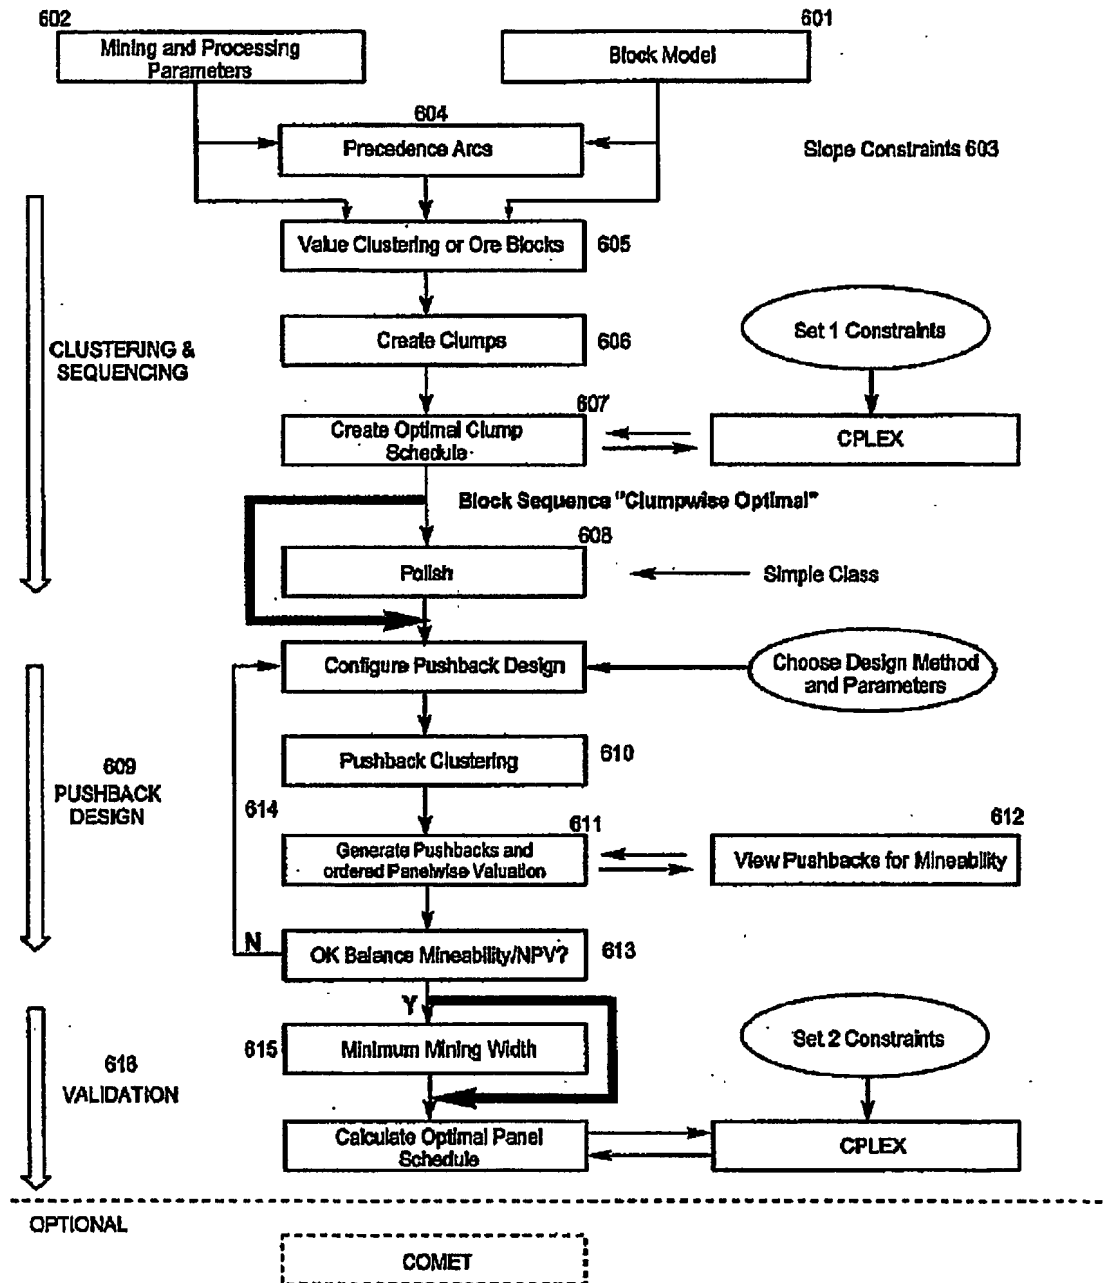 602
601
Mining and Processing
Parameters
Block Model
604
Precedence Arcs
Slope Constraints 603
Value Clustering or Ore Blocks
605
Create Clumps
606
Set 1 Constraints
CLUSTERING &
SEQUENCING
607
Create Optimal Clump
Schedule
CPLEX
Block Sequence "Clumpwise Optimal"
608
Polish
Simple Class
Configure Pushback Design
Choose Design Method
and Parameters
Pushback Clustering
610
609
PUSHBACK
DESIGN
614
611
612
Generate Pushbacks and
ordered Panelwise Valuation
View Pushbacks for Mineability
N
OK Balance Mineability/NPV?
613
Y
615
Minimum Mining Width
Set 2 Constraints
616
VALIDATION
Calculate Optimal Panel
Schedule
CPLEX
OPTIONAL
COMET